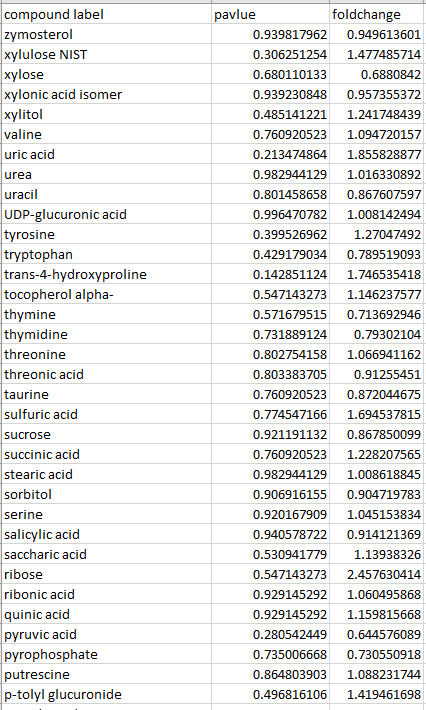 compound label pavlue foldchange
zymosterol 0.939817962 0.949613601
xylulose NIST 0.306251254 1.477485714
xylose 0.680110133 0.6880842
xylonic acid isomer 0.939230848 0.957355372
xylitol 0.485141221 1.241748439
valine 0.760920523 1.094720157
uric acid 0.213474864 1.855828877
urea 0.982944129 1.016330892
uracil 0.801458658 0.867607597
UDP-glucuronic acid 0.996470782 1.008142494
tyrosine 0.399526962 1.27047492
tryptophan 0.429179034 0.789519093
trans-4-hydroxyproline 0.142851124 1.746535418
tocopherol alpha- 0.547143273 1.146237577
thymine 0.571679515 0.713692946
thymidine 0.731889124 0.79302104
threonine 0.802754158 1.066941162
threonic acid 0.803383705 0.91255451
taurine 0.760920523 0.872044675
sulfuric acid 0.774547166 1.694537815
sucrose 0.921191132 0.867850099
succinic acid 0.760920523 1.228207565
stearic acid 0.982944129 1.008618845
sorbitol 0.906916155 0.904719783
serine 0.920167909 1.045153834
salicylic acid 0.940578722 0.914121369
saccharic acid 0.530941779 1.13938326
ribose 0.547143273 2.457630414
ribonic acid 0.929145292 1.060495868
quinic acid 0.929145292 1.159815668
pyruvic acid 0.280542449 0.644576089
pyrophosphate 0.735006668 0.730550918
putrescine 0.864803903 1.088231744
p-tolyl glucuronide 0.496816106 1.419461698